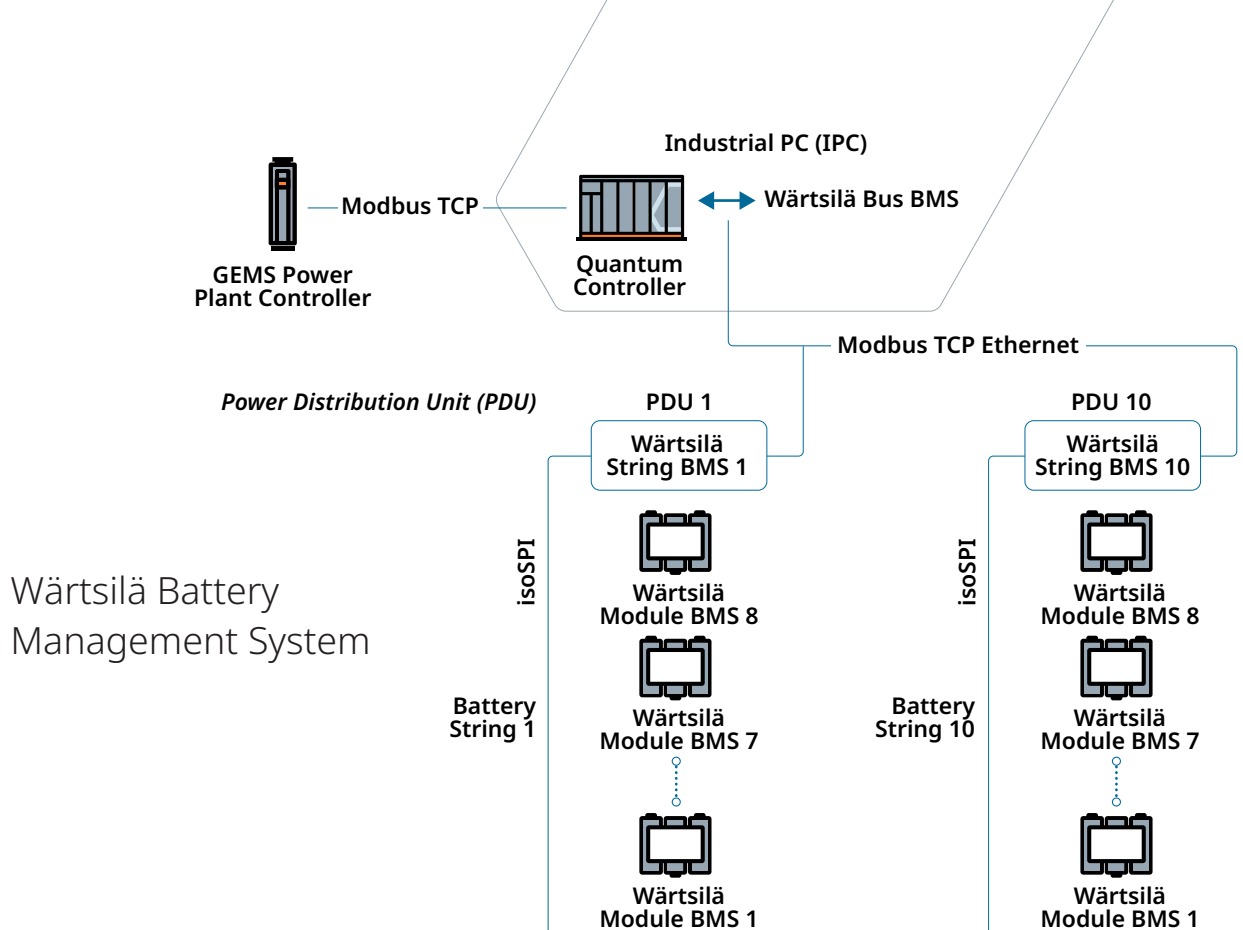 Industrial PC (IPC)
Modbus TCP
Wärtsilä Bus BMS
GEMS Power
Plant Controller
Quantum
Controller
Modbus TCP Ethernet
Power Distribution Unit (PDU)
PDU 1
PDU 10
Wärtsilä
String BMS 1
Wärtsilä
String BMS 10
isoSPI
Wärtsilä
Module BMS 8
isoSPI
Wärtsilä
Module BMS 8
Wärtsilä Battery
Management System
Battery
String 1
Wärtsilä
Module BMS 7
Battery
String 10
Wärtsilä
Module BMS 7
Wärtsilä
Module BMS 1
Wärtsilä
Module BMS 1